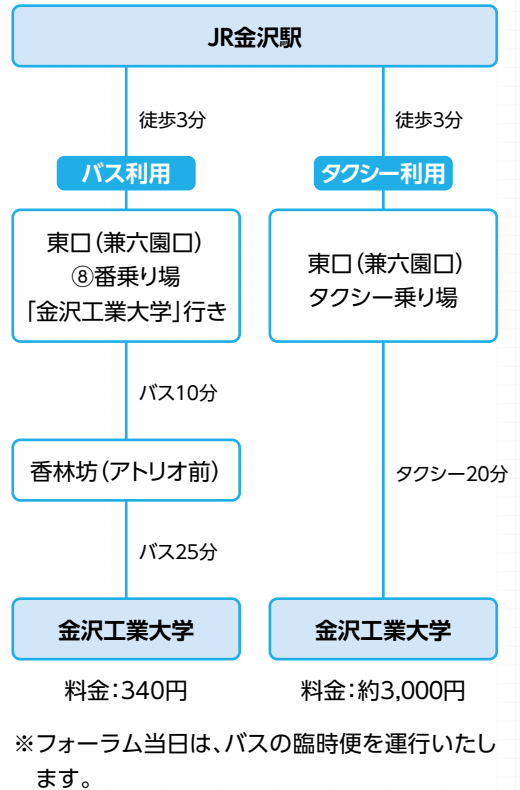 JR金沢駅
徒歩3分
バス利用
東口(兼六園口)
⑧番乗り場
「金沢工業大学」行き
バス10分
香林坊(アトリオ前)
バス25分
金沢工業大学
料金:340円
徒歩3分
タクシー利用
東口(兼六園口)
タクシー乗り場
タクシー20分
金沢工業大学
料金:約3,000円
※フォーラム当日は、バスの臨時便を運行いたし
ます。